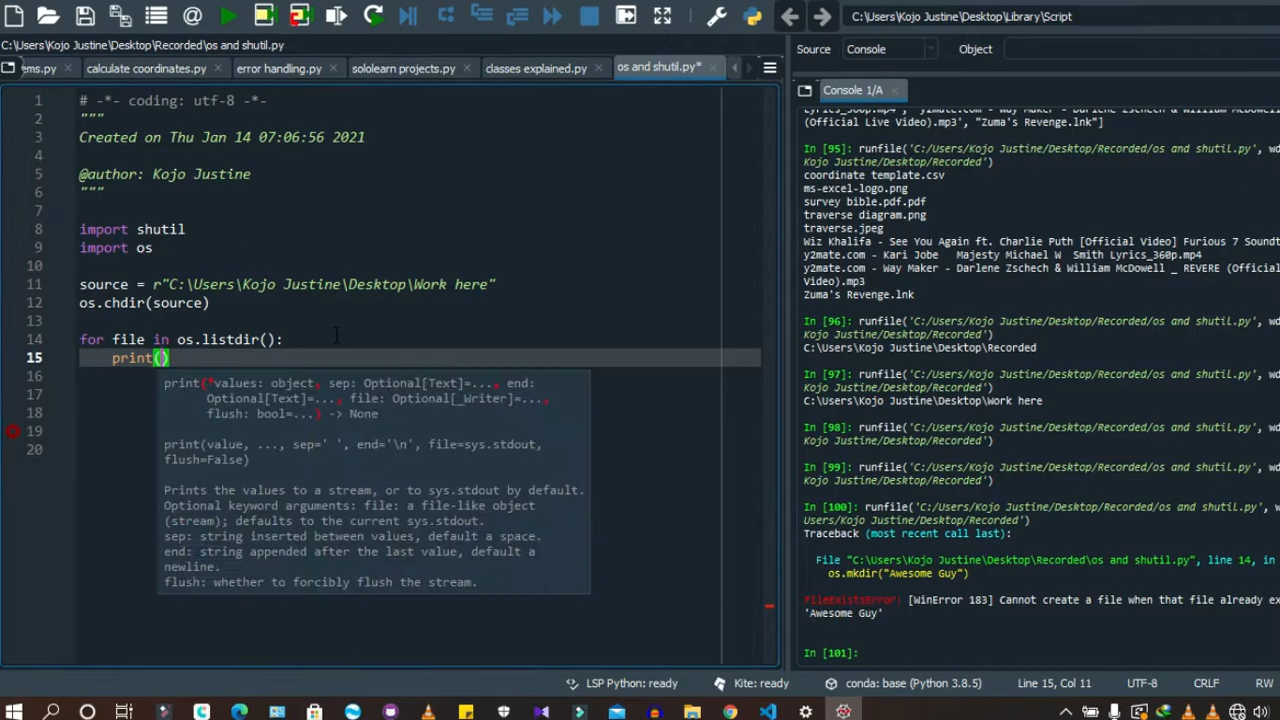 C:\Users\Kojo Justine\Desktop\Library\Script
C:\Users\Kojo Justine\Desktop\Recorded\os and shutil.py
Source Console Object
ems.py calculate coordinates.py error handling.py sololearn projects.py classes explained.py os and shutil.py*
Console 1/A
1 # -*- coding: utf-8 -*-
2 """
3 Created on Thu Jan 14 07:06:56 2021
4
5 @author: Kojo Justine
6 """
7
8 import shutil
9 import os
10
11 source = r"C:\Users\Kojo Justine\Desktop\Work here"
12 os.chdir(source)
13
14 for file in os.listdir():
15 print()
16
17
18
19
20
print(*values: object, sep: Optional[Text]=..., end:
Optional[Text]=..., file: Optional[_Writer]=...,
flush: bool=...) -> None
print(value, ..., sep=' ', end='\n', file=sys.stdout,
flush=False)
Prints the values to a stream, or to sys.stdout by default.
Optional keyword arguments: file: a file-like object
(stream); defaults to the current sys.stdout.
sep: string inserted between values, default a space.
end: string appended after the last value, default a
newline.
flush: whether to forcibly flush the stream.
Lyrics_360p.mp4', 'y2mate.com - Way Maker - Darlene Zschech & William McDowell
(Official Live Video).mp3', "Zuma's Revenge.lnk"]
In [95]: runfile('C:/Users/Kojo Justine/Desktop/Recorded/os and shutil.py', wd
Kojo Justine/Desktop/Recorded')
coordinate template.csv
ms-excel-logo.png
survey bible.pdf.pdf
traverse diagram.png
traverse.jpeg
Wiz Khalifa - See You Again ft. Charlie Puth [Official Video] Furious 7 Soundt
y2mate.com - Kari Jobe Majesty Michael W Smith Lyrics_360p.mp4
y2mate.com - Way Maker - Darlene Zschech & William McDowell _ REVERE (Official
Video).mp3
Zuma's Revenge.lnk
In [96]: runfile('C:/Users/Kojo Justine/Desktop/Recorded/os and shutil.py', wd
Kojo Justine/Desktop/Recorded')
C:\Users\Kojo Justine\Desktop\Recorded
In [97]: runfile('C:/Users/Kojo Justine/Desktop/Recorded/os and shutil.py', wd
Kojo Justine/Desktop/Recorded')
C:\Users\Kojo Justine\Desktop\Work here
In [98]: runfile('C:/Users/Kojo Justine/Desktop/Recorded/os and shutil.py', wd
Kojo Justine/Desktop/Recorded')
In [99]: runfile('C:/Users/Kojo Justine/Desktop/Recorded/os and shutil.py', wd
Kojo Justine/Desktop/Recorded')
In [100]: runfile('C:/Users/Kojo Justine/Desktop/Recorded/os and shutil.py', w
Users/Kojo Justine/Desktop/Recorded')
Traceback (most recent call last):
File "C:\Users\Kojo Justine\Desktop\Recorded\os and shutil.py", line 14, in
os.mkdir("Awesome Guy")
FileExistsError: [WinError 183] Cannot create a file when that file already ex
'Awesome Guy'
In [101]:
LSP Python: ready Kite: ready conda: base (Python 3.8.5) Line 15, Col 11 UTF-8 CRLF RW